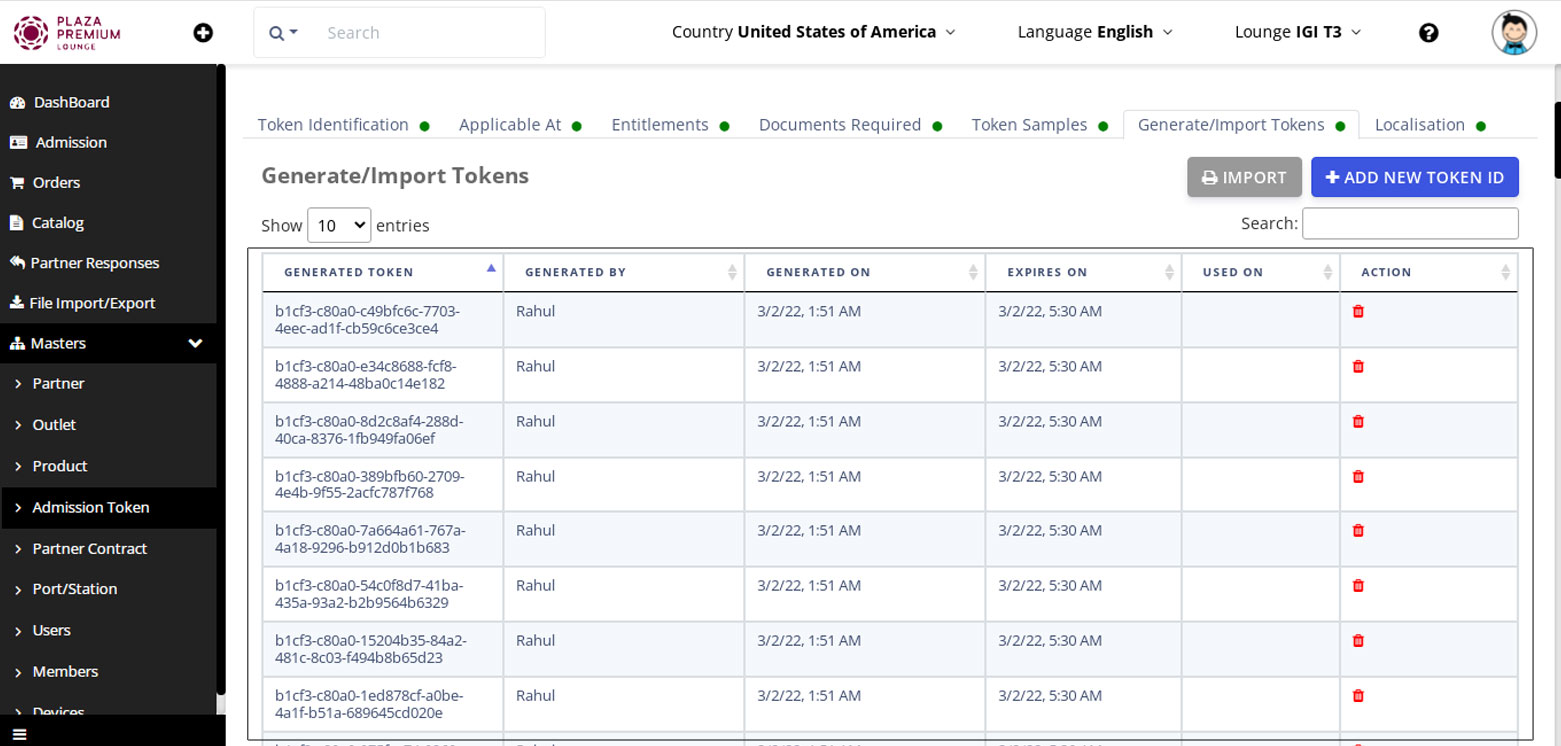 PLAZA
PREMIUM
LOUNGE
Search
Country United States of America
Language English
Lounge IGI T3
DashBoard
Admission
Orders
Catalog
Partner Responses
File Import/Export
Masters
Partner
Outlet
Product
Admission Token
Partner Contract
Port/Station
Users
Members
Devices
Token Identification
Applicable At
Entitlements
Documents Required
Token Samples
Generate/Import Tokens
Localisation
Generate/Import Tokens
IMPORT
ADD NEW TOKEN ID
Show 10 entries
Search:
GENERATED TOKEN GENERATED BY GENERATED ON EXPIRES ON USED ON ACTION
b1cf3-c80a0-c49bfc6c-7703- Rahul 3/2/22, 1:51 AM 3/2/22, 5:30 AM
4eec-ad1f-cb59c6ce3ce4
b1cf3-c80a0-e34c8688-fcf8- Rahul 3/2/22, 1:51 AM 3/2/22, 5:30 AM
4888-a214-48ba0c14e182
b1cf3-c80a0-8d2c8af4-288d- Rahul 3/2/22, 1:51 AM 3/2/22, 5:30 AM
40ca-8376-1fb949fa06ef
b1cf3-c80a0-389bfb60-2709- Rahul 3/2/22, 1:51 AM 3/2/22, 5:30 AM
4e4b-9f55-2acfc787f768
b1cf3-c80a0-7a664a61-767a- Rahul 3/2/22, 1:51 AM 3/2/22, 5:30 AM
4a18-9296-b912d0b1b683
b1cf3-c80a0-54c0f8d7-41ba- Rahul 3/2/22, 1:51 AM 3/2/22, 5:30 AM
435a-93a2-b2b9564b6329
b1cf3-c80a0-15204b35-84a2- Rahul 3/2/22, 1:51 AM 3/2/22, 5:30 AM
481c-8c03-f494b8b65d23
b1cf3-c80a0-1ed878cf-a0be- Rahul 3/2/22, 1:51 AM 3/2/22, 5:30 AM
4a1f-b51a-689645cd020e